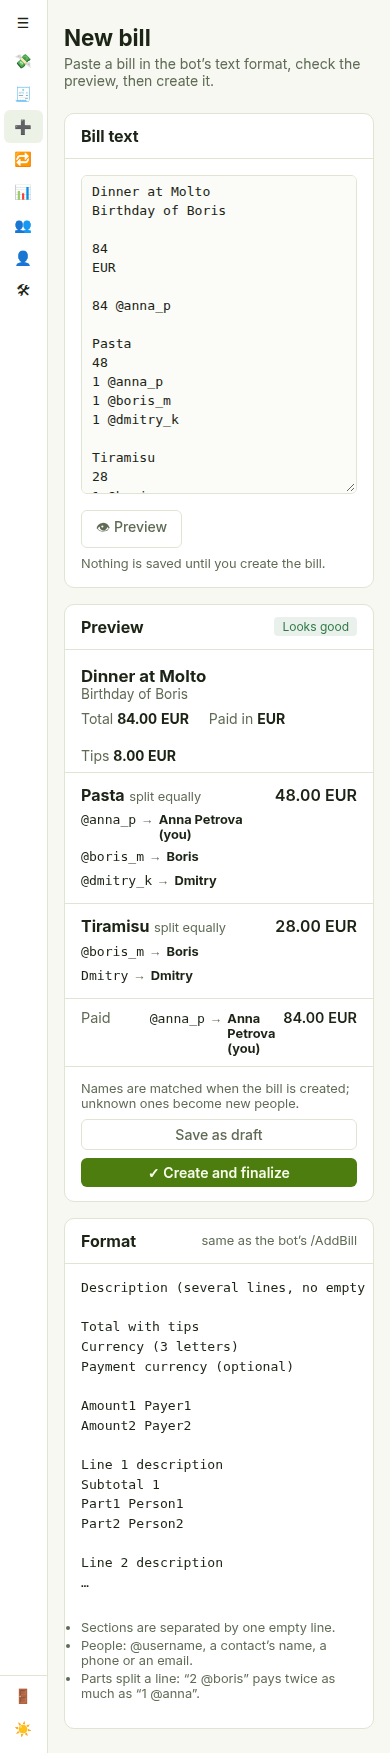 New bill
Paste a bill in the bot's text format, check the
preview, then create it.
Bill text
Dinner at Molto
Birthday of Boris
84
EUR
84 @anna_p
Pasta
48
1 @anna_p
1 @boris_m
1 @dmitry_k
Tiramisu
28
Preview
Nothing is saved until you create the bill.
Preview
Looks good
Dinner at Molto
Birthday of Boris
Total 84.00 EUR Paid in EUR
Tips 8.00 EUR
Pasta split equally 48.00 EUR
@anna_p → Anna Petrova
(you)
@boris_m → Boris
@dmitry_k → Dmitry
Tiramisu split equally 28.00 EUR
@boris_m → Boris
Dmitry → Dmitry
Paid @anna_p → Anna 84.00 EUR
Petrova
(you)
Names are matched when the bill is created;
unknown ones become new people.
Save as draft
✓ Create and finalize
Format same as the bot's /AddBill
Description (several lines, no empty
Total with tips
Currency (3 letters)
Payment currency (optional)
Amount1 Payer1
Amount2 Payer2
Line 1 description
Subtotal 1
Part1 Person1
Part2 Person2
Line 2 description
…
• Sections are separated by one empty line.
• People: @username, a contact's name, a
phone or an email.
• Parts split a line: “2 @boris” pays twice as
much as “1 @anna”.